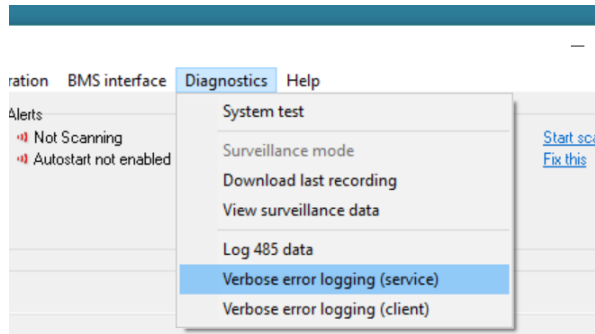 ration BMS interface Diagnostics Help
Alerts
Not Scanning
Autostart not enabled
System test
Surveillance mode
Download last recording
View surveillance data
Log 485 data
Verbose error logging (service)
Verbose error logging (client)
Start sca
Fix this